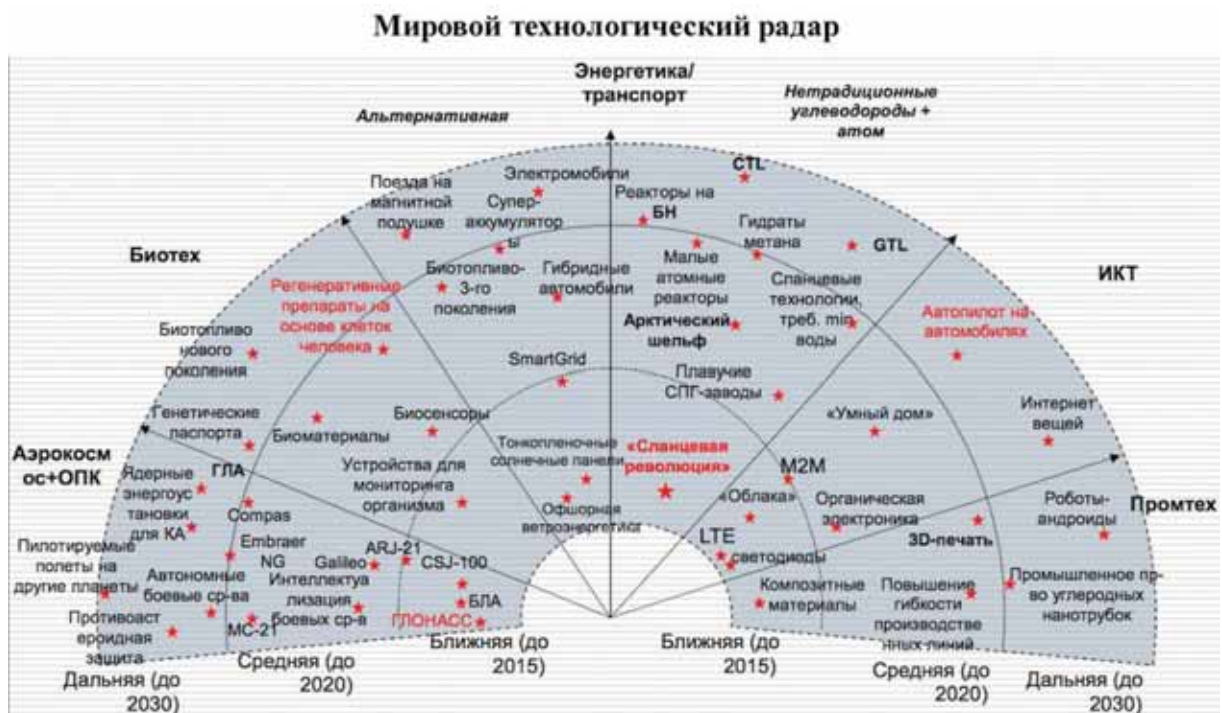 Мировой технологический радар
Энергетика/
транспорт
Альтернативная
Нетрадиционные
углеводороды +
атом
Биотех
ИКТ
Аэрокосм
ос+ОПК
Промтех
Поезда на
магнитной
подушке
Электромобили
Супер-
аккумулятор
ы
Биотопливо-
3-го
поколения
Гибридные
автомобили
SmartGrid
Тонкопленочные
солнечные панели
Офшорная
ветроэнергетиог
CTL
Реакторы на
БН
Гидраты
метана
GTL
Малые
атомные
реакторы
Сланцевые
технологии,
треб. min
воды
Арктический
шельф
Плавучие
СПГ-заводы
«Сланцевая
революция»
Регенеративные
препараты на
основе клеток
человека
Биотопливо
нового
поколения
Генетические
паспорта
Биоматериалы
Биосенсоры
Устройства для
мониторинга
организма
Автопилот на
автомобилях
Интернет
вещей
«Умный дом»
M2M
«Облака»
LTE
Органическая
электроника
светодиоды
3D-печать
Роботы-
андроиды
Композитные
материалы
Повышение
гибкости
производстве
нных линий
Промышленное пр-
во углеродных
нанотрубок
ГЛА
Ядерные
энергоус
тановки
для КА
Compas
Embraer
NG
Пилотируемые
полеты на
другие планеты
Автономные
боевые ср-ва
Противоаст
ероидная
защита
МС-21
Galileo
ARJ-21
CSJ-100
Интеллектуа
лизация
боевых ср-в
БЛА
ГЛОНАСС
Дальняя (до
2030)
Средняя (до
2020)
Ближняя (до
2015)
Ближняя (до
2015)
Средняя (до
2020)
Дальняя (до
2030)